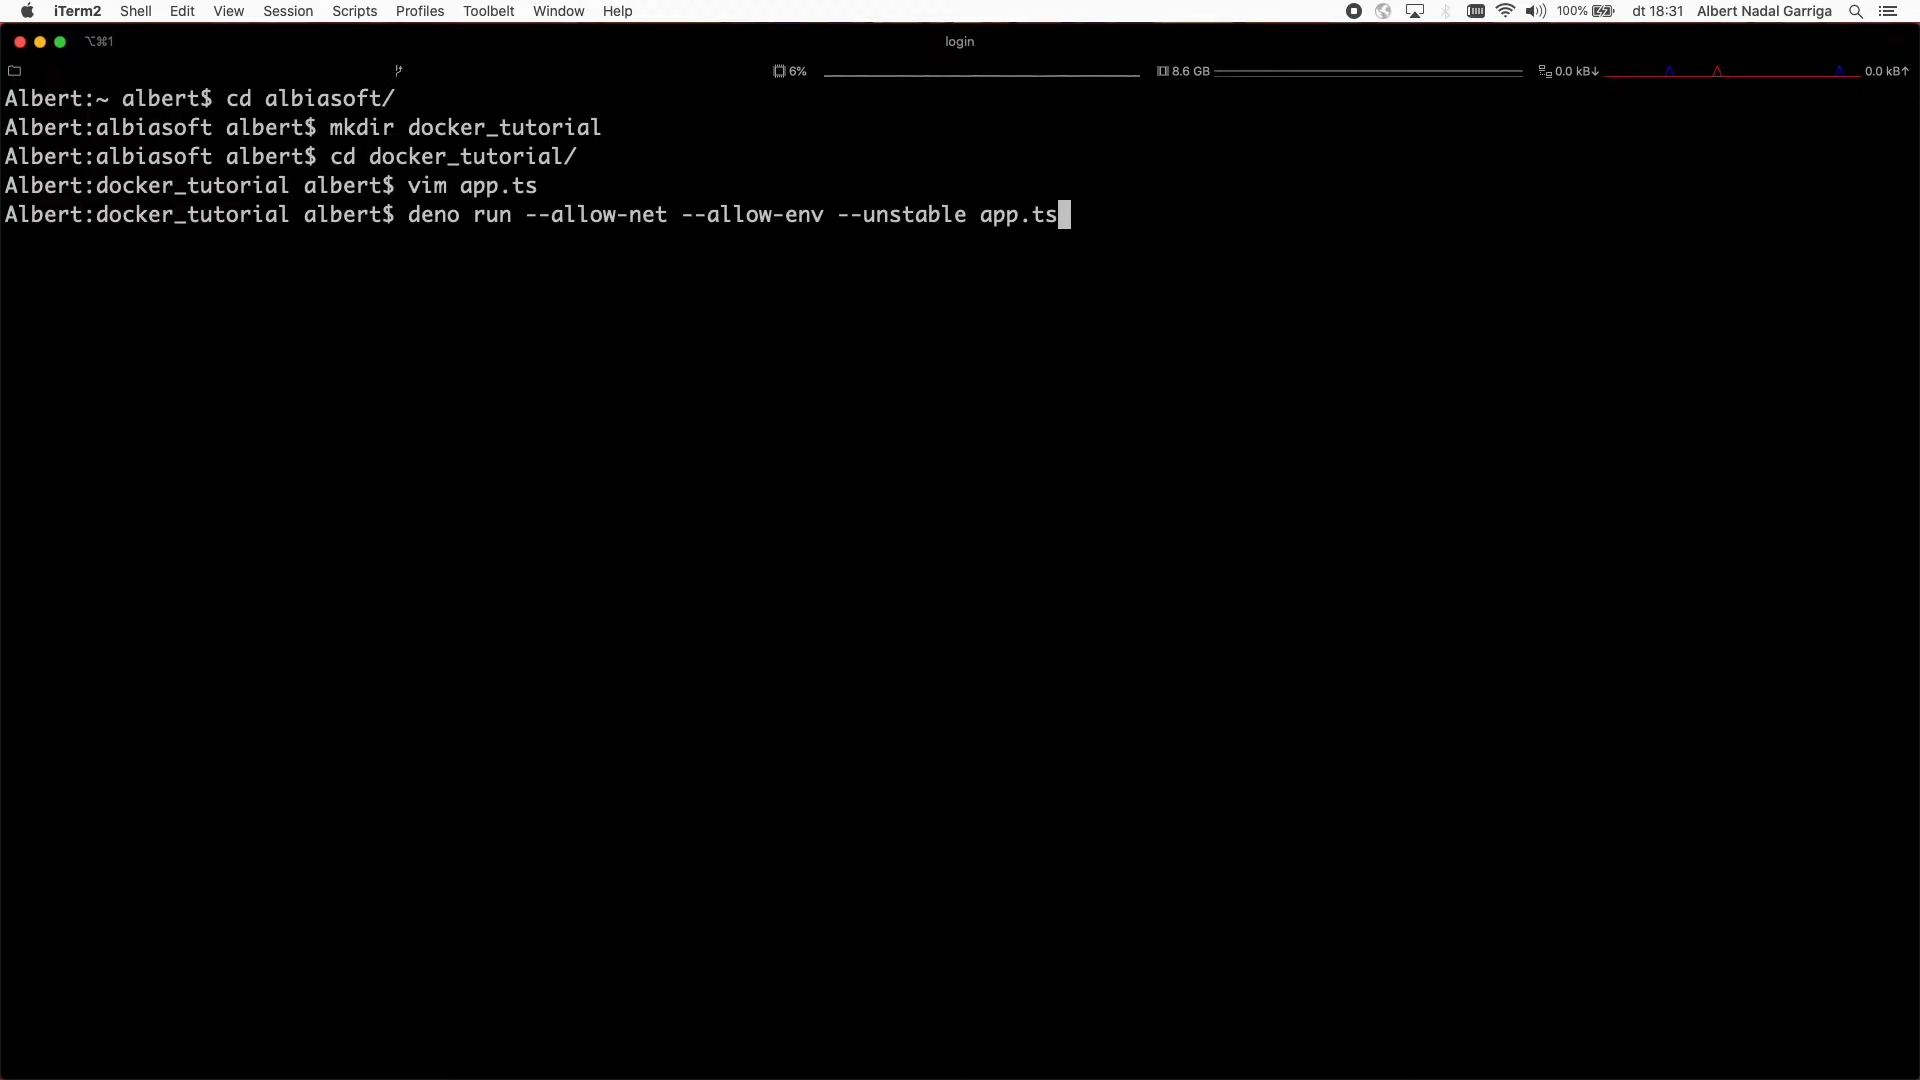 iTerm2 Shell Edit View Session Scripts Profiles Toolbelt Window Help 100% dt 18:31 Albert Nadal Garriga
⌥⌘1 login
6% 8.6 GB 0.0 kB↓ 0.0 kB↑
Albert:~ albert$ cd albiasoft/
Albert:albiasoft albert$ mkdir docker_tutorial
Albert:albiasoft albert$ cd docker_tutorial/
Albert:docker_tutorial albert$ vim app.ts
Albert:docker_tutorial albert$ deno run --allow-net --allow-env --unstable app.ts